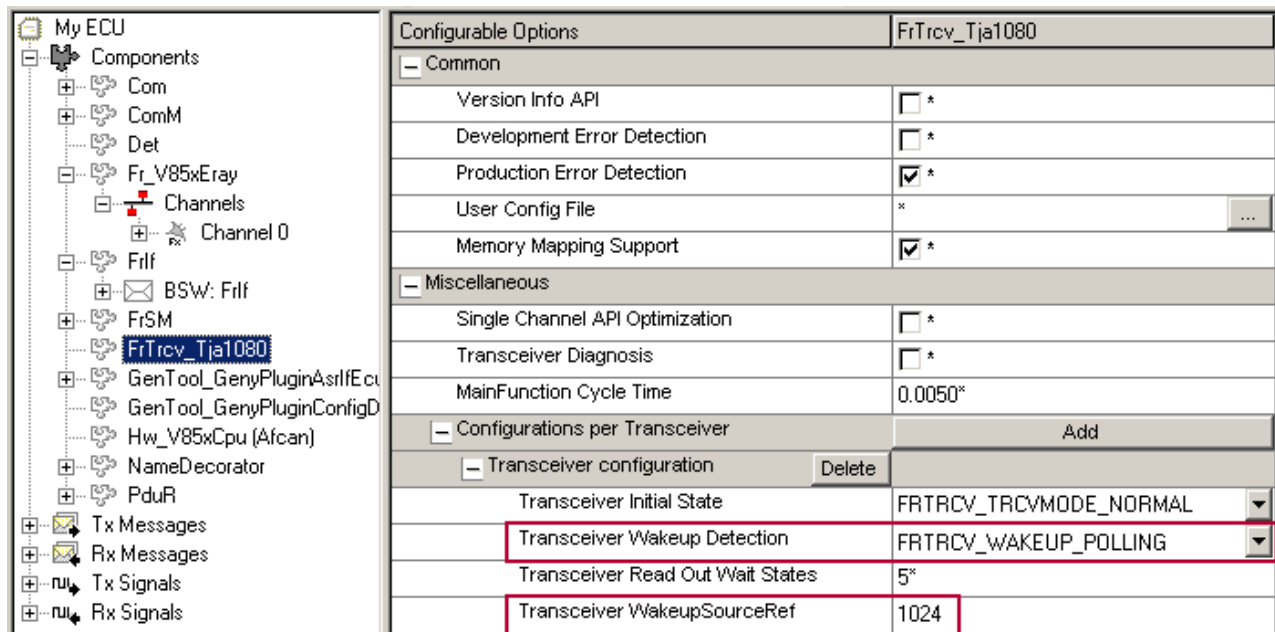 My ECU
Components
Com
ComM
Det
Fr_V85xEray
Channels
Channel 0
FrIf
BSW: FrIf
FrSM
FrTrcv_Tja1080
GenTool_GenyPluginAsrIfEcu
GenTool_GenyPluginConfigD
Hw_V85xCpu (Afcan)
NameDecorator
PduR
Tx Messages
Rx Messages
Tx Signals
Rx Signals
Configurable Options FrTrcv_Tja1080
Common
Version Info API *
Development Error Detection *
Production Error Detection *
User Config File * ...
Memory Mapping Support *
Miscellaneous
Single Channel API Optimization *
Transceiver Diagnosis *
MainFunction Cycle Time 0.0050*
Configurations per Transceiver Add
Transceiver configuration Delete
Transceiver Initial State FRTRCV_TRCVMODE_NORMAL
Transceiver Wakeup Detection FRTRCV_WAKEUP_POLLING
Transceiver Read Out Wait States 5*
Transceiver WakeupSourceRef 1024